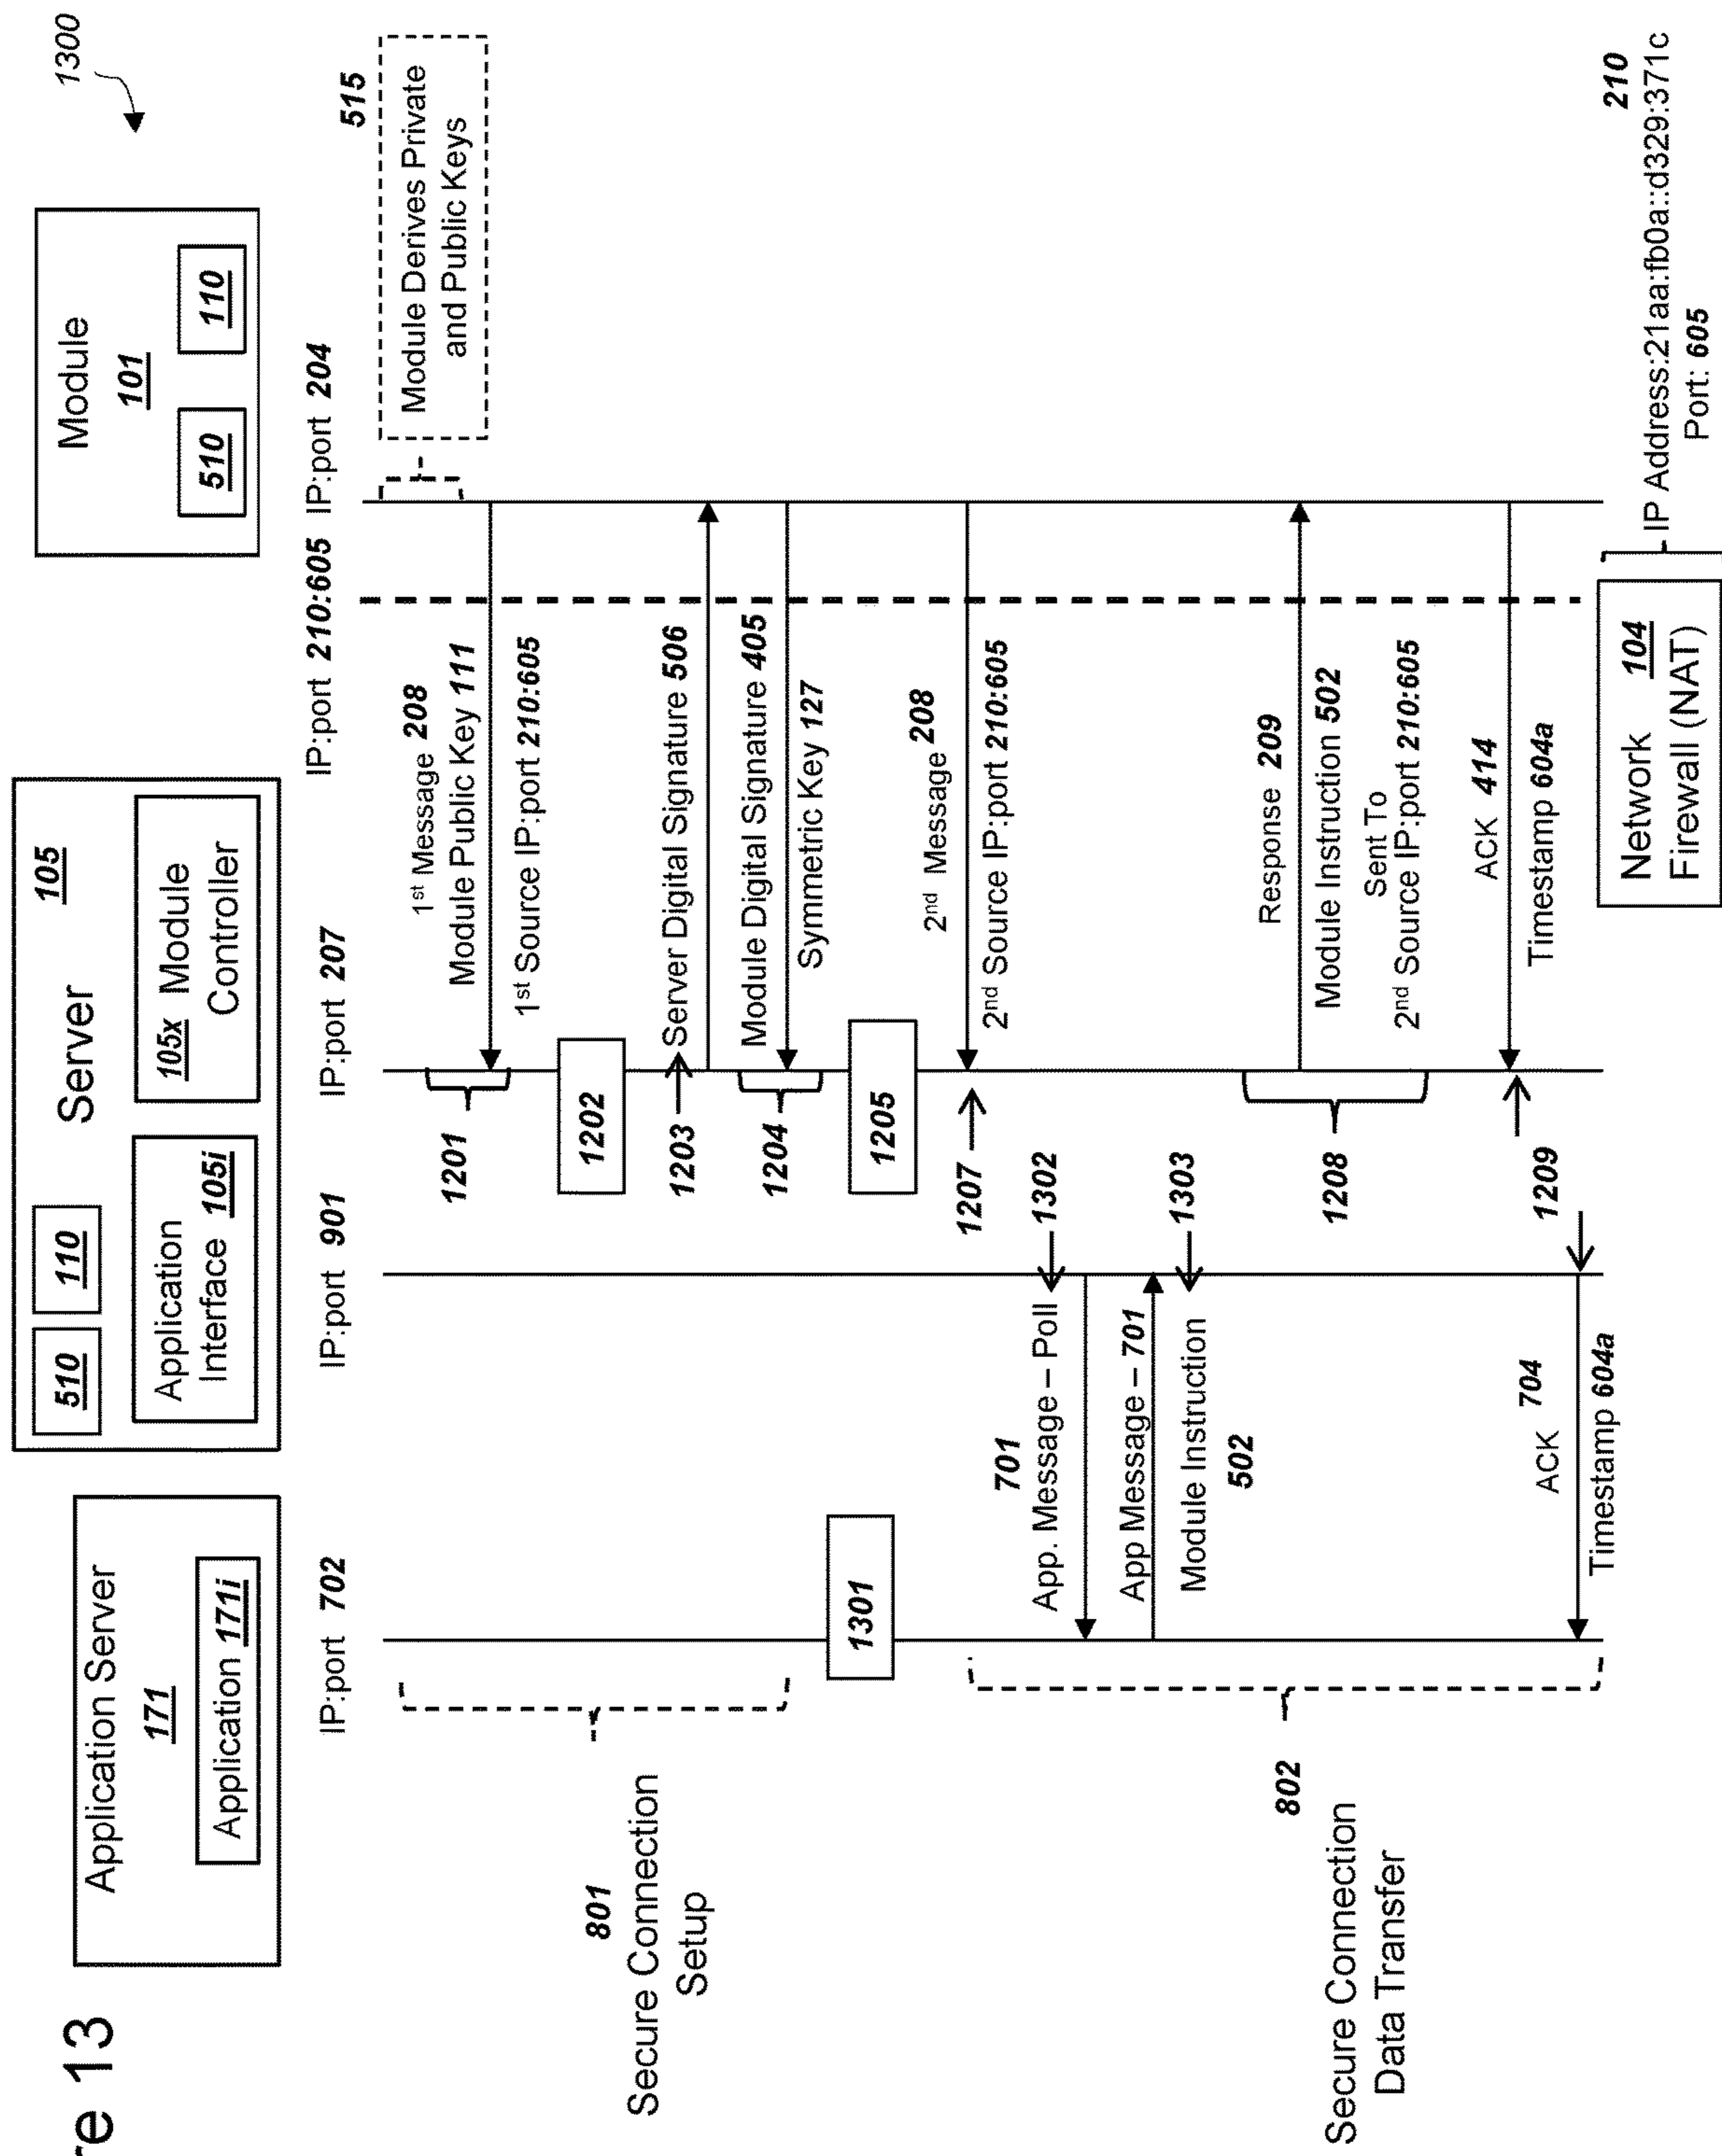 re 13
1300
Application Server
171
Application 171i
510
110
Server
105
Application
Interface 105i
105x Module
Controller
Module
101
510
110
IP:port 702
IP:port 901
IP:port 207
IP:port 210:605
IP:port 204
515
Module Derives Private
and Public Keys
801
Secure Connection
Setup
1201
1st Message 208
Module Public Key 111
1st Source IP:port 210:605
1202
1203
Server Digital Signature 506
1204
Module Digital Signature 405
Symmetric Key 127
1301
1205
802
Secure Connection
Data Transfer
1207
2nd Message 208
2nd Source IP:port 210:605
701
App. Message – Poll
1302
App Message – 701
Module Instruction
502
1303
1208
Response 209
Module Instruction 502
Sent To
2nd Source IP:port 210:605
1209
ACK 414
Timestamp 604a
ACK 704
Timestamp 604a
Network 104
Firewall (NAT)
210
IP Address:21aa:fb0a::d329:371c
Port: 605